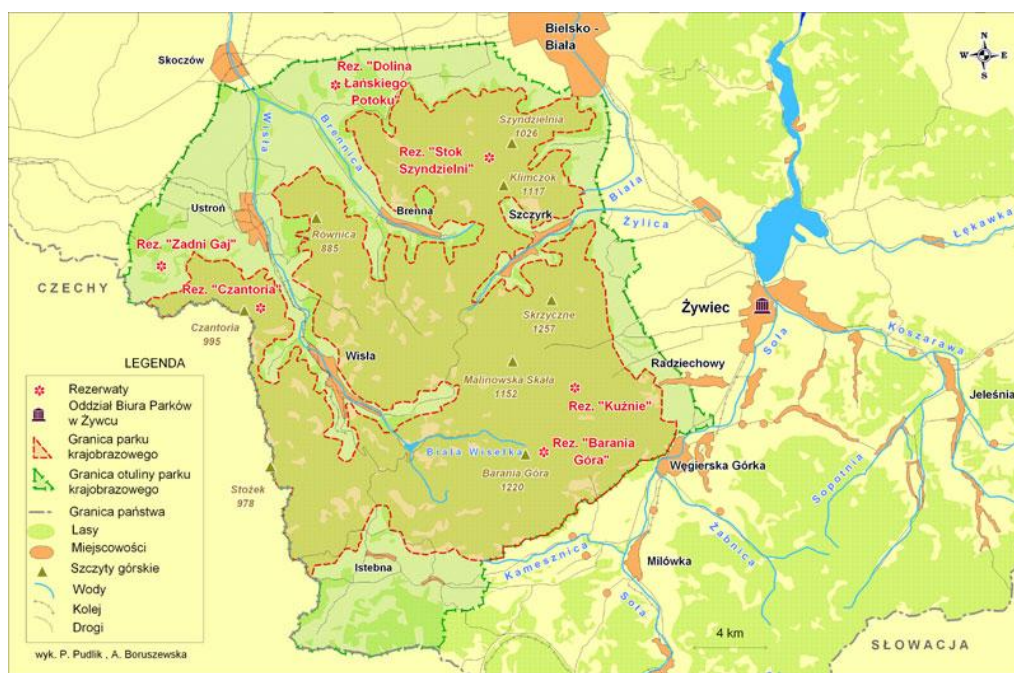 Bielsko -
Biała
N
W E
S
Skoczów
Rez. "Dolina
Łańskiego
Potoku"
Szyndzielnia
1026
Wisła
Brennica
Rez. "Stok
Szyndzielni"
Klimczok
1117
Biała
Ustroń
Brenna
Szczyrk
Żylica
Łękawka
Równica
885
Rez. "Zadni Gaj"
CZECHY
Rez. "Czantoria"
Czantoria
995
Skrzyczne
1257
Żywiec
Soła
Koszarawa
Wisła
Radziechowy
Malinowska Skała
1152
Rez. "Kuźnie"
Jeleśnia
Biała Wisełka
Rez. "Barania
Góra"
Barania Góra
1220
Węgierska Górka
Sopotnia
Stożek
978
Żabnica
Istebna
Kamesznica
Milówka
Soła
4 km
SŁOWACJA
LEGENDA
Rezerwaty
Oddział Biura Parków
w Żywcu
Granica parku
krajobrazowego
Granica otuliny parku
krajobrazowego
Granica państwa
Lasy
Miejscowości
Szczyty górskie
Wody
Kolej
Drogi
wyk. P. Pudlik , A. Boruszewska